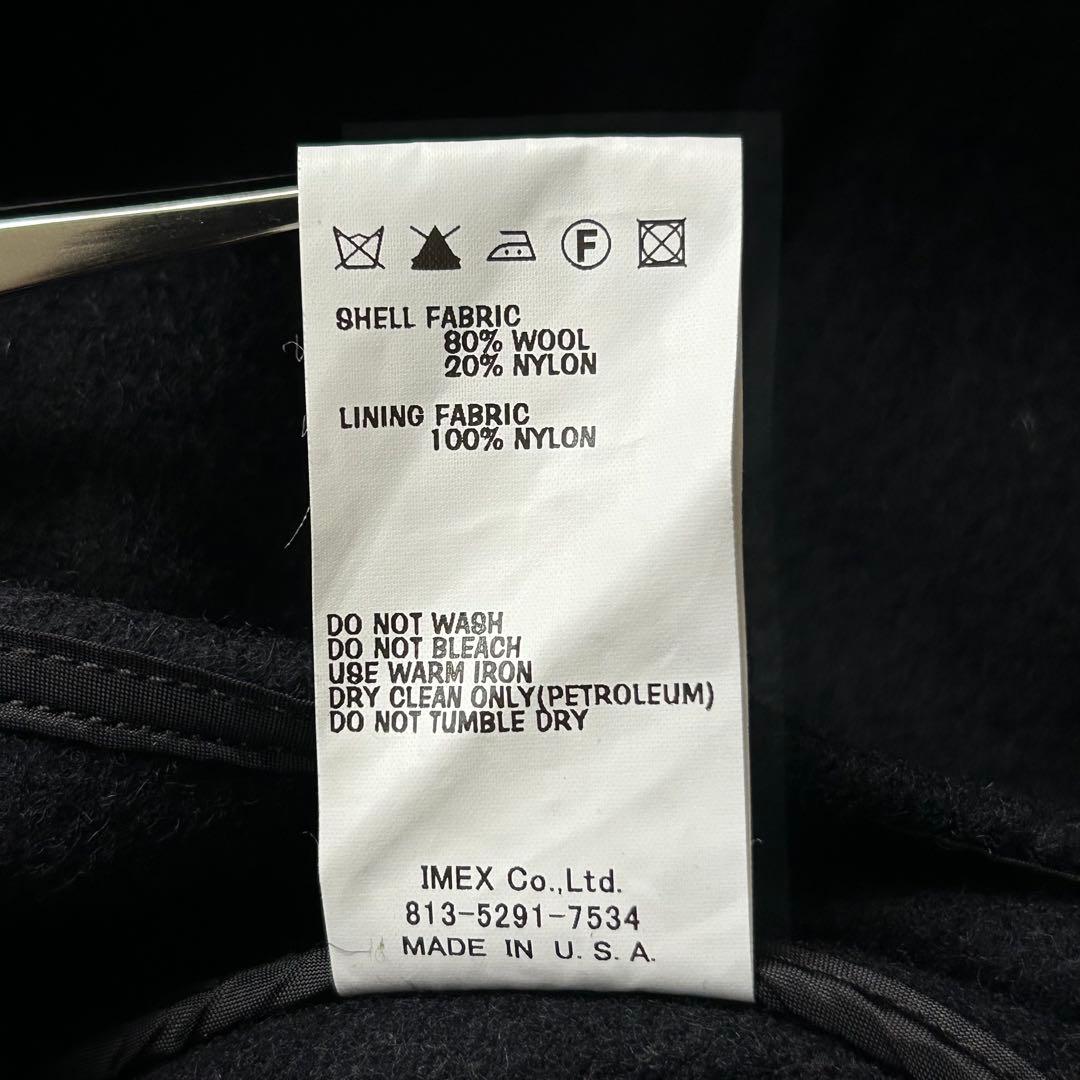 F
SHELL FABRIC
80% WOOL
20% NYLON
LINING FABRIC
100% NYLON
DO NOT WASH
DO NOT BLEACH
USE WARM IRON
DRY CLEAN ONLY(PETROLEUM)
DO NOT TUMBLE DRY
IMEX Co.,Ltd.
813-5291-7534
MADE IN U.S.A.